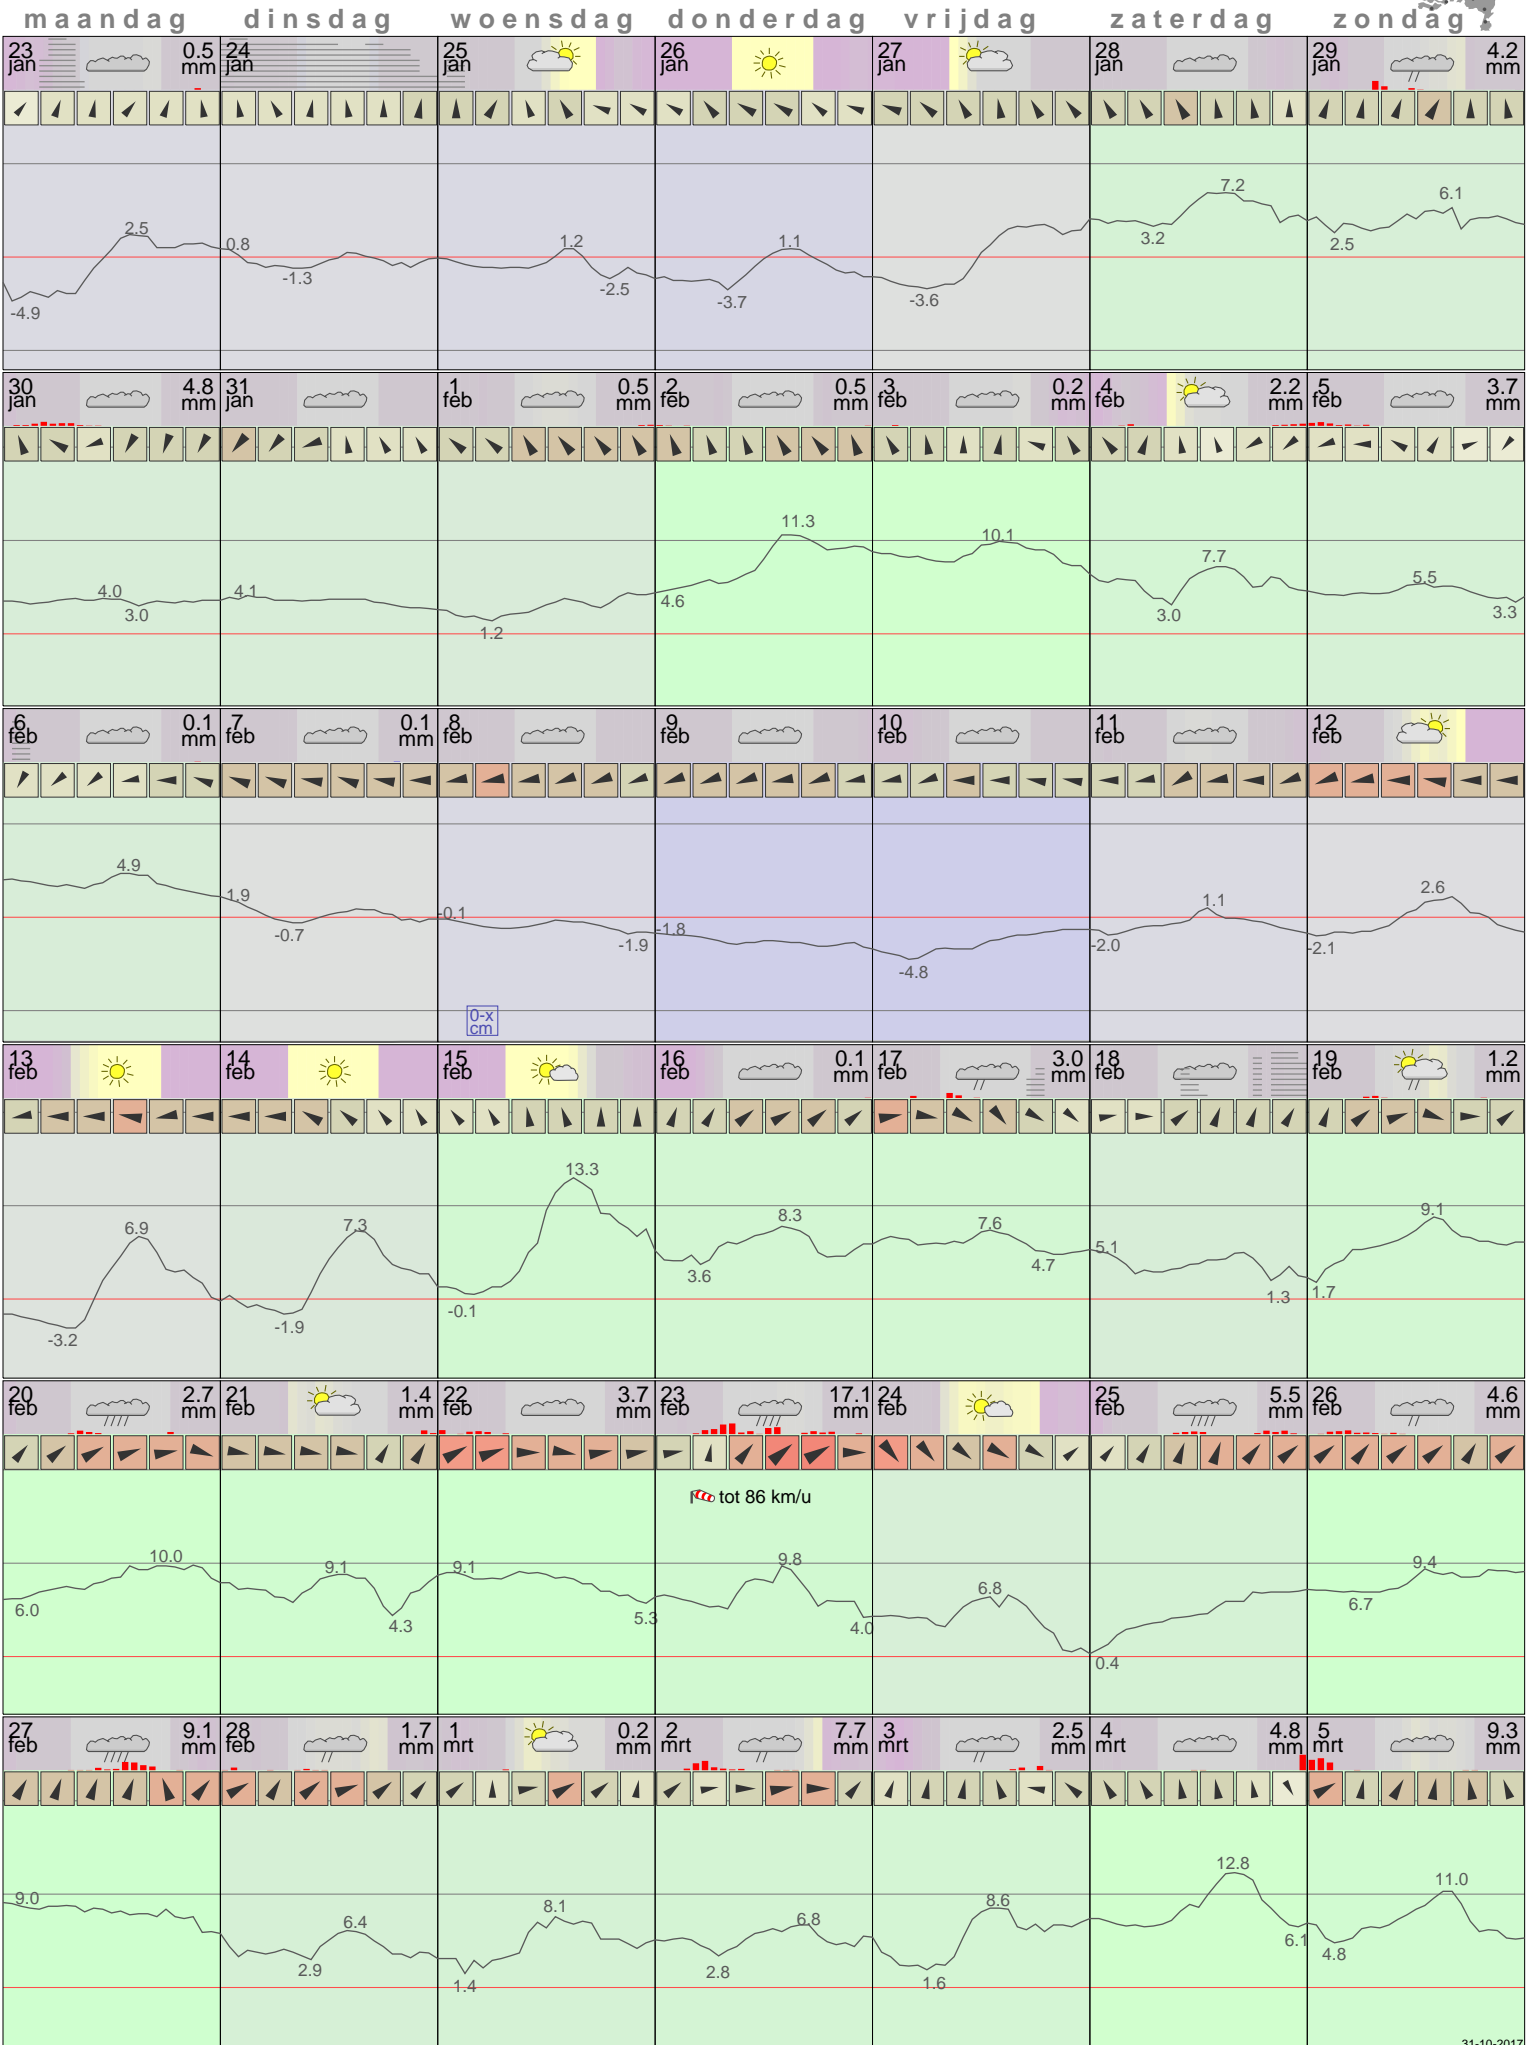 maandag dinsdag woensdag donderdag vrijdag zaterdag zondag
23 0.5 24 25 26 27 28 29 4.2
jan mm jan jan jan jan jan jan mm
7.2
6.1
2.5 0.8 1.2 1.1 3.2 2.5
-1.3 -2.5 -3.7 -3.6
-4.9
30 4.8 31 1 0.5 2 0.5 3 0.2 4 2.2 5 3.7
jan mm jan feb mm feb mm feb mm feb mm feb mm
11.3 10.1
7.7
4.0 4.1 4.6 5.5
3.0 3.0 3.3
1.2
6 0.1 7 0.1 8 9 10 11 12
feb mm feb mm feb feb feb feb feb
4.9 1.9 -0.1 -1.8 1.1 2.6
-0.7 -1.9 -4.8 -2.0 -2.1
0-x
cm
13 14 15 16 0.1 17 3.0 18 19 1.2
feb feb feb feb mm feb mm feb feb mm
13.3
6.9 7.3 8.3 7.6 5.1 9.1
3.6 4.7
-3.2 -1.9 -0.1 1.3 1.7
20 2.7 21 1.4 22 3.7 23 17.1 24 25 5.5 26 4.6
feb mm feb mm feb mm feb mm feb feb mm feb mm
tot 86 km/u
10.0 9.1 9.1 9.8 6.8 9.4
6.0 4.3 5.3 4.0 6.7
0.4
27 9.1 28 1.7 1 0.2 2 7.7 3 2.5 4 4.8 5 9.3
feb mm feb mm mrt mm mrt mm mrt mm mrt mm mrt mm
12.8 11.0
9.0 6.4 8.1 6.8 8.6
2.9 1.4 2.8 1.6 6.1 4.8
31-10-2017